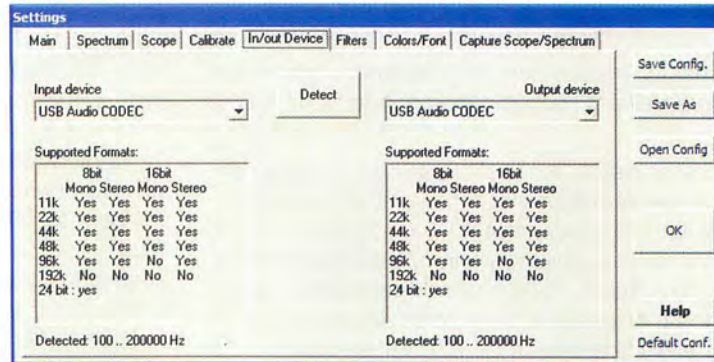 Settings
Main Spectrum Scope Calibrate In/out Device Filters Colors/Font Capture Scope/Spectrum
Input device
USB Audio CODEC
Detect
Output device
USB Audio CODEC
Supported Formats:
8bit 16bit
Mono Stereo Mono Stereo
11k Yes Yes Yes Yes
22k Yes Yes Yes Yes
44k Yes Yes Yes Yes
48k Yes Yes Yes Yes
96k Yes Yes No Yes
192k No No No No
24 bit : yes
Detected: 100 .. 200000 Hz
Supported Formats:
8bit 16bit
Mono Stereo Mono Stereo
11k Yes Yes Yes Yes
22k Yes Yes Yes Yes
44k Yes Yes Yes Yes
48k Yes Yes Yes Yes
96k Yes Yes No Yes
192k No No No No
24 bit : yes
Detected: 100 .. 200000 Hz
Save Config.
Save As
Open Config
OK
Help
Default Conf.